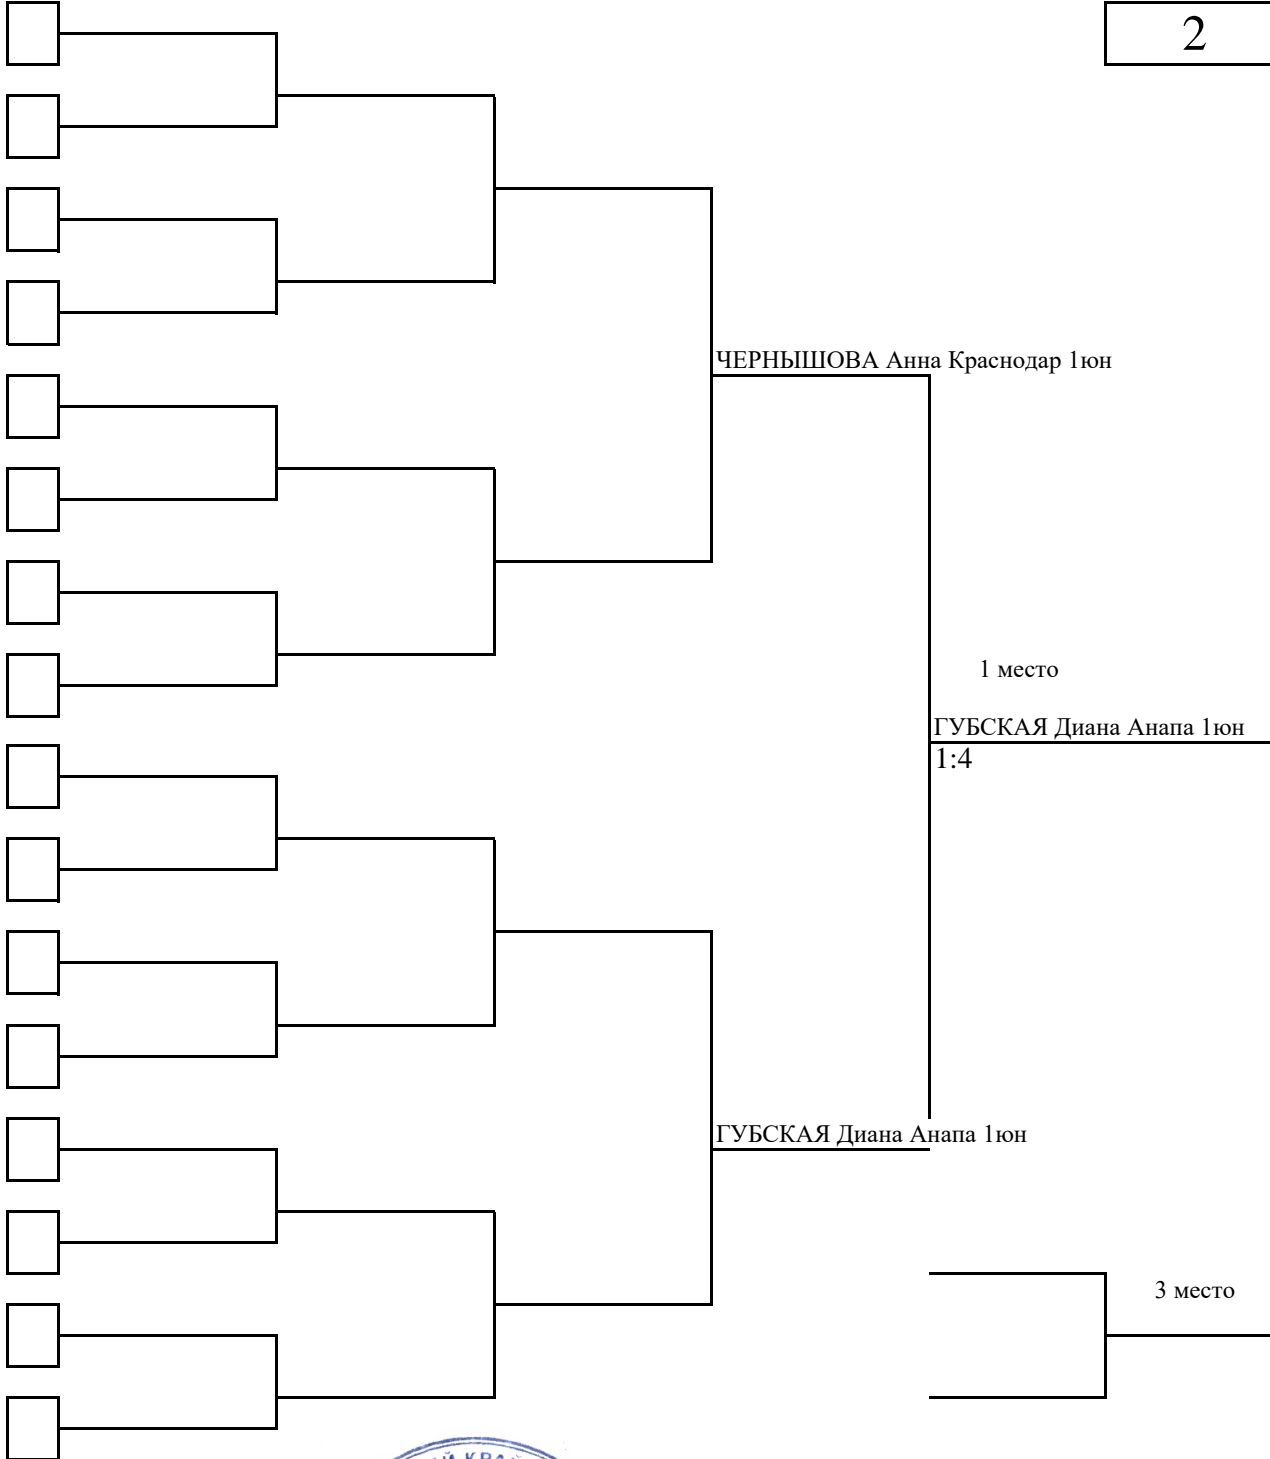 2
ЧЕРНЫШОВА Анна Краснодар 1юн
1 место
ГУБСКАЯ Диана Анапа 1юн
1:4
ГУБСКАЯ Диана Анапа 1юн
3 место